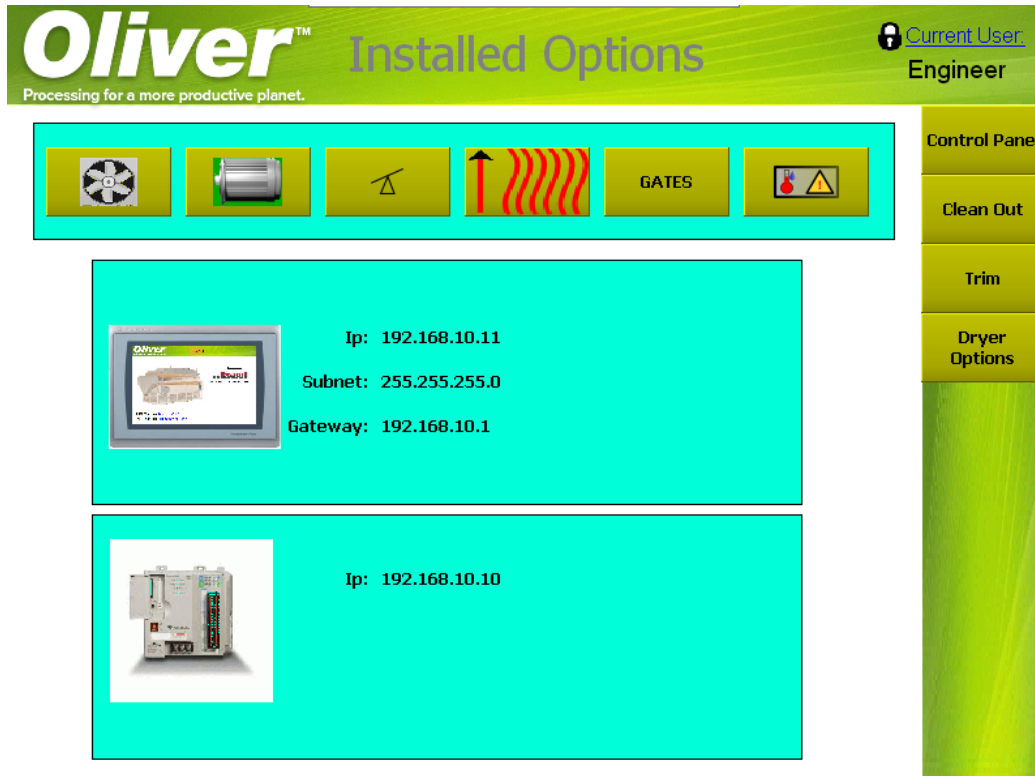 Oliver™
Processing for a more productive planet.
Installed Options
Current User:
Engineer
Control Pane
Clean Out
Trim
Dryer
Options
GATES
Ip: 192.168.10.11
Subnet: 255.255.255.0
Gateway: 192.168.10.1
Oliver
Ip: 192.168.10.10